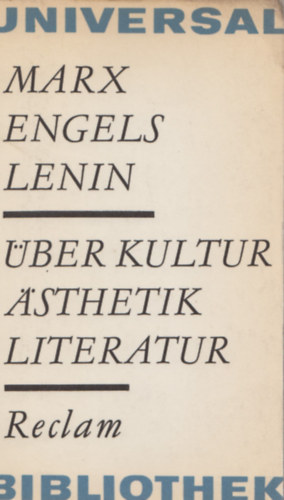 UNIVERSAL
MARX
ENGELS
LENIN
ÜBER KULTUR
ÄSTHETIK
LITERATUR
Reclam
BIBLIOTHEK